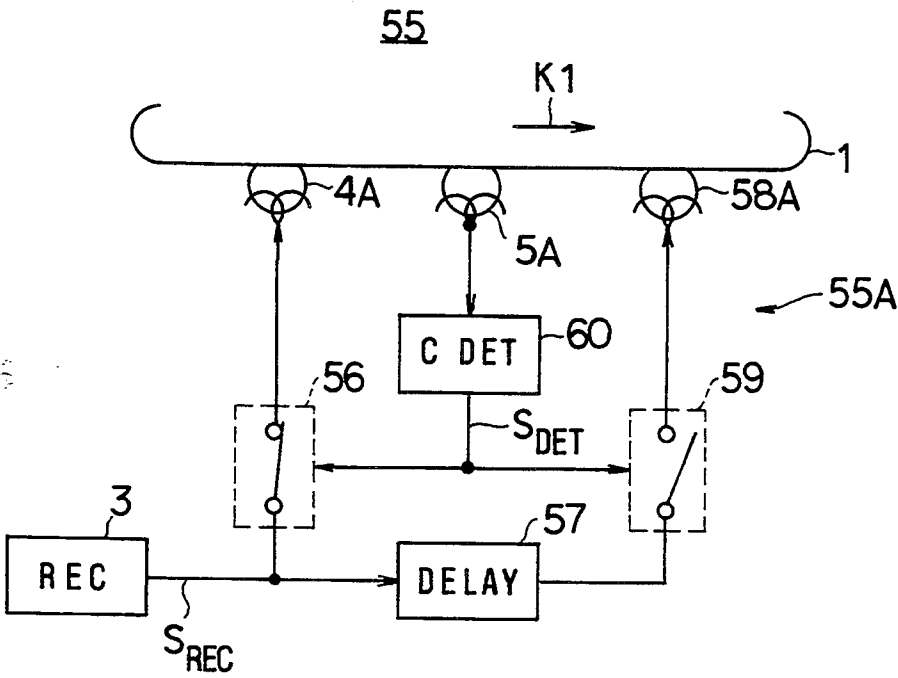 55
K1
1
4A
5A
58A
55A
C DET
60
56
59
S_DET
3
57
REC
DELAY
S_REC